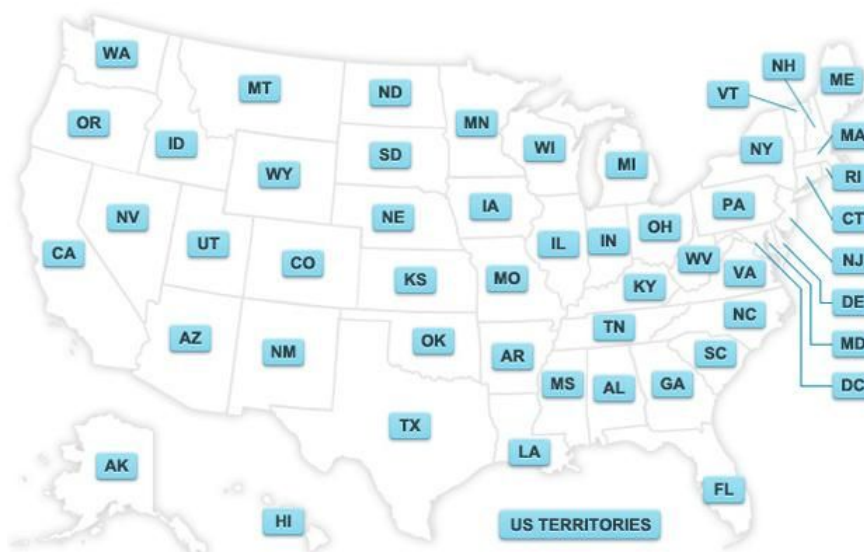 WA
MT
ND
MN
NH
ME
VT
OR
ID
SD
WI
MI
NY
MA
WY
RI
NV
NE
IA
PA
CT
CA
UT
CO
IL
IN
OH
WV
NJ
KS
MO
KY
VA
DE
AZ
NM
OK
AR
TN
NC
SC
MD
MS
AL
GA
DC
TX
LA
AK
FL
HI
US TERRITORIES